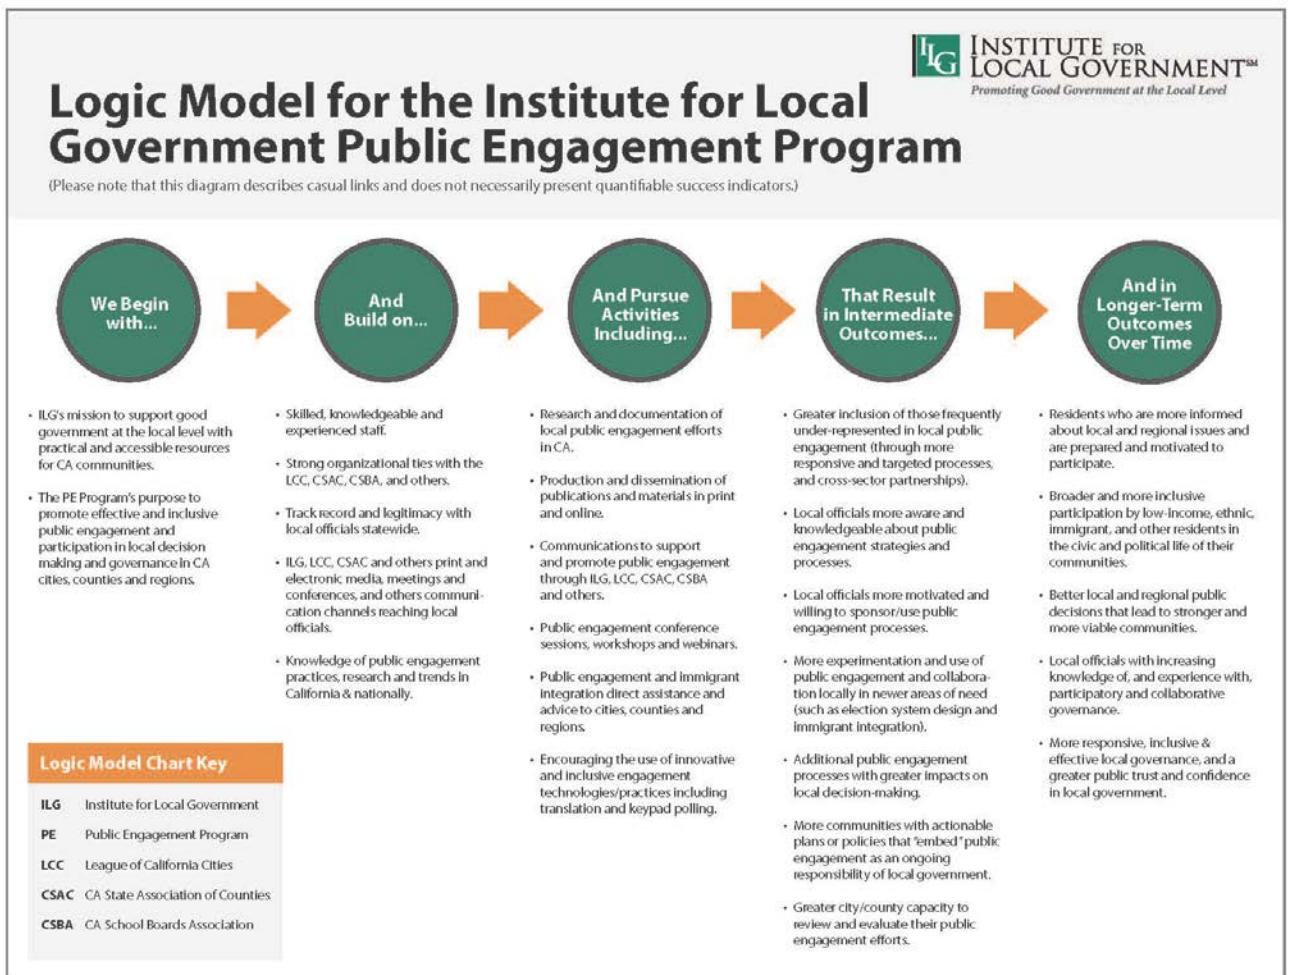 ILG
INSTITUTE FOR
LOCAL GOVERNMENT℠
Promoting Good Government at the Local Level
Logic Model for the Institute for Local
Government Public Engagement Program
(Please note that this diagram describes casual links and does not necessarily present quantifiable success indicators.)
We Begin
with...
And
Build on...
And Pursue
Activities
Including...
That Result
in Intermediate
Outcomes...
And in
Longer-Term
Outcomes
Over Time
• ILG's mission to support good
government at the local level with
practical and accessible resources
for CA communities.
• The PE Program's purpose to
promote effective and inclusive
public engagement and
participation in local decision
making and governance in CA
cities, counties and regions.
• Skilled, knowledgeable and
experienced staff.
• Strong organizational ties with the
LCC, CSAC, CSBA, and others.
• Track record and legitimacy with
local officials statewide.
• ILG, LCC, CSAC and others print and
electronic media, meetings and
conferences, and others communi-
cation channels reaching local
officials.
• Knowledge of public engagement
practices, research and trends in
California & nationally.
• Research and documentation of
local public engagement efforts
in CA.
• Production and dissemination of
publications and materials in print
and online.
• Communications to support
and promote public engagement
through ILG, LCC, CSAC, CSBA
and others.
• Public engagement conference
sessions, workshops and webinars.
• Public engagement and immigrant
integration direct assistance and
advice to cities, counties and
regions.
• Encouraging the use of innovative
and inclusive engagement
technologies/practices including
translation and keypad polling.
• Greater inclusion of those frequently
under-represented in local public
engagement (through more
responsive and targeted processes,
and cross-sector partnerships).
• Local officials more aware and
knowledgeable about public
engagement strategies and
processes.
• Local officials more motivated and
willing to sponsor/use public
engagement processes.
• More experimentation and use of
public engagement and collabora-
tion locally in newer areas of need
(such as election system design and
immigrant integration).
• Additional public engagement
processes with greater impacts on
local decision-making.
• More communities with actionable
plans or policies that "embed" public
engagement as an ongoing
responsibility of local government.
• Greater city/county capacity to
review and evaluate their public
engagement efforts.
• Residents who are more informed
about local and regional issues and
are prepared and motivated to
participate.
• Broader and more inclusive
participation by low-income, ethnic,
immigrant, and other residents in
the civic and political life of their
communities.
• Better local and regional public
decisions that lead to stronger and
more viable communities.
• Local officials with increasing
knowledge of, and experience with,
participatory and collaborative
governance.
• More responsive, inclusive &
effective local governance, and a
greater public trust and confidence
in local government.
Logic Model Chart Key
ILG Institute for Local Government
PE Public Engagement Program
LCC League of California Cities
CSAC CA State Association of Counties
CSBA CA School Boards Association